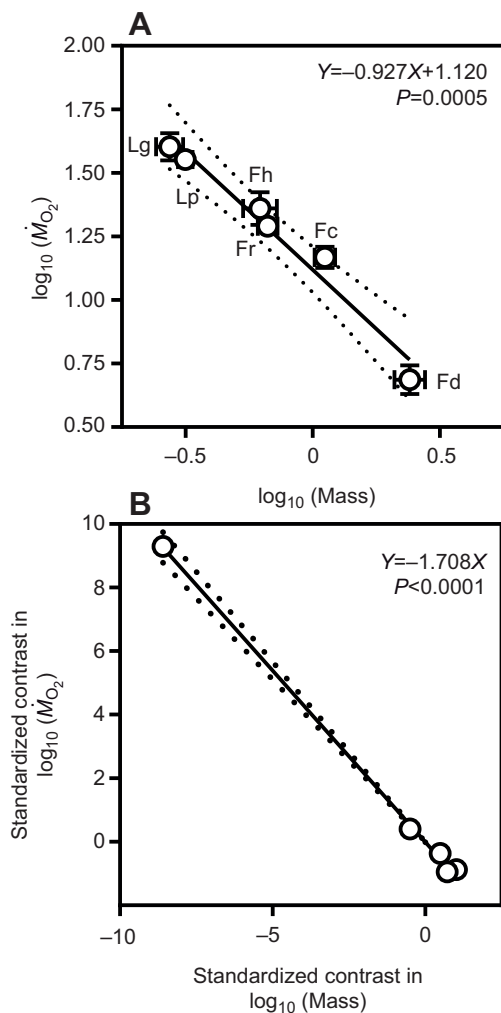 A
2.00
Y=–0.927X+1.120
P=0.0005
1.75
Lg
Fh
1.50
Lp
Fc
Fr
1.25
1.00
0.75
Fd
0.50
log10 (ṀO2)
–0.5
0
0.5
log10 (Mass)
B
10
Y=–1.708X
P<0.0001
8
6
4
2
0
Standardized contrast in
log10 (ṀO2)
–10
–5
0
Standardized contrast in
log10 (Mass)